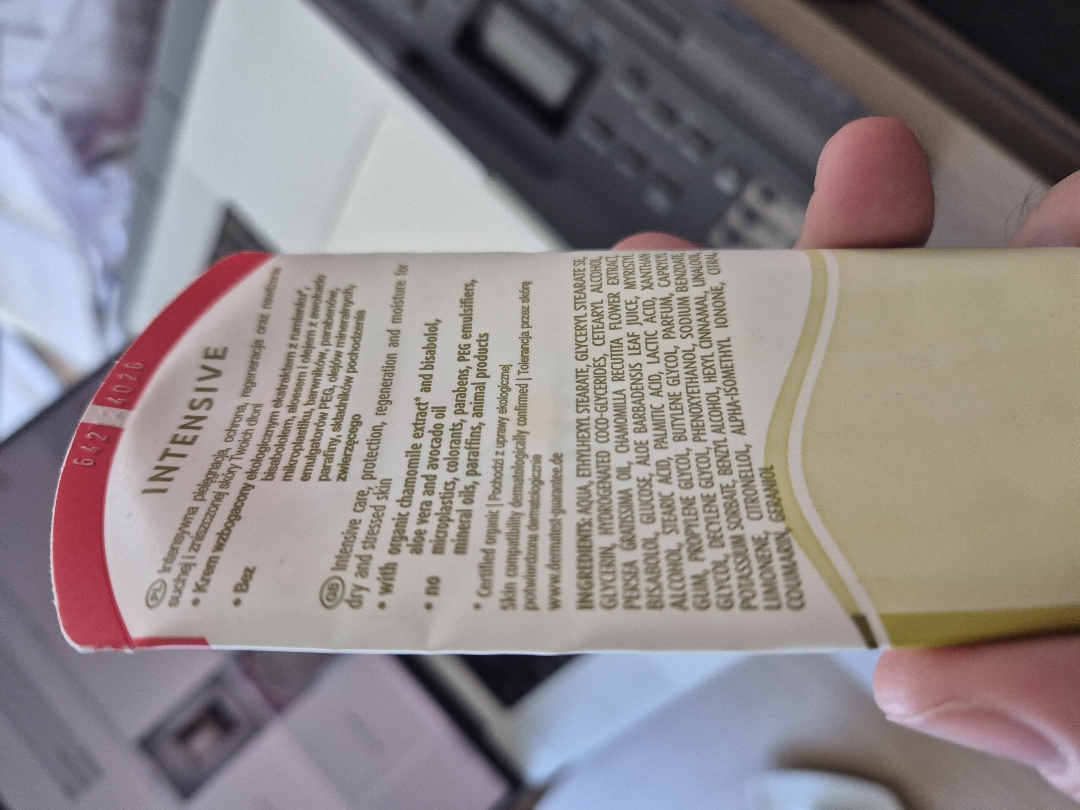 642 4026
INTENSIVE
PL Intensywna pielęgnacja, ochrona, regeneracja oraz nawilżenie
suchej i zniszczonej skóry Twoich dłoni
• Krem wzbogacony ekologicznym ekstraktem z rumianku*,
bisabololem, aloesem i olejem z awokado
• Bez mikroplastiku, barwników, parabenów,
emulgatorów PEG, olejów mineralnych,
parafiny, składników pochodzenia
zwierzęcego
GB Intensive care, protection, regeneration and moisture for
dry and stressed skin
• with organic chamomile extract* and bisabolol,
aloe vera and avocado oil
• no microplastics, colorants, parabens, PEG emulsifiers,
mineral oils, paraffins, animal products
* Certified organic | Pochodzi z uprawy ekologicznej
Skin compatibility dermatologically confirmed | Tolerancja przez skórę
potwierdzona dermatologicznie
www.dermatest-guarantee.de
INGREDIENTS: AQUA, ETHYLHEXYL STEARATE, GLYCERYL STEARATE SE,
GLYCERIN, HYDROGENATED COCO-GLYCERIDES, CETEARYL ALCOHOL,
PERSEA GRATISSIMA OIL, CHAMOMILLA RECUTITA FLOWER EXTRACT,
BISABOLOL, GLUCOSE, ALOE BARBADENSIS LEAF JUICE, MYRISTYL
ALCOHOL, STEARIC ACID, PALMITIC ACID, LACTIC ACID, XANTHAN
GUM, PROPYLENE GLYCOL, BUTYLENE GLYCOL, PARFUM, CAPRYLYL
GLYCOL, DECYLENE GLYCOL, PHENOXYETHANOL, SODIUM BENZOATE,
POTASSIUM SORBATE, BENZYL ALCOHOL, HEXYL CINNAMAL, LINALOOL,
LIMONENE, CITRONELLOL, ALPHA-ISOMETHYL IONONE, CITRAL,
COUMARIN, GERANIOL